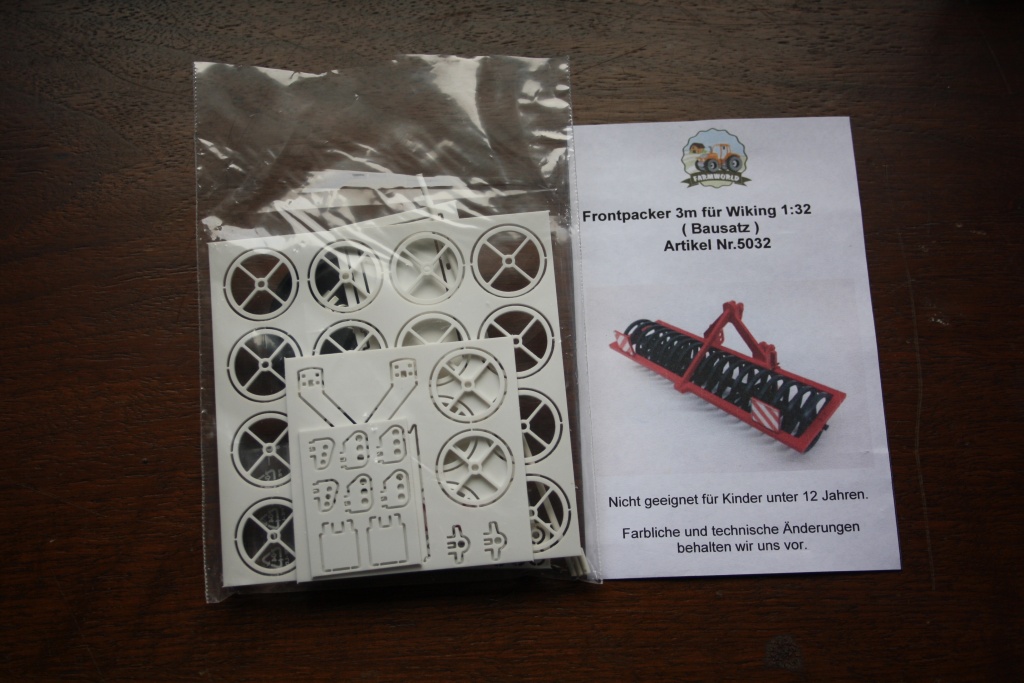 FARMWORLD
Frontpacker 3m für Wiking 1:32
( Bausatz )
Artikel Nr.5032
Nicht geeignet für Kinder unter 12 Jahren.
Farbliche und technische Änderungen
behalten wir uns vor.